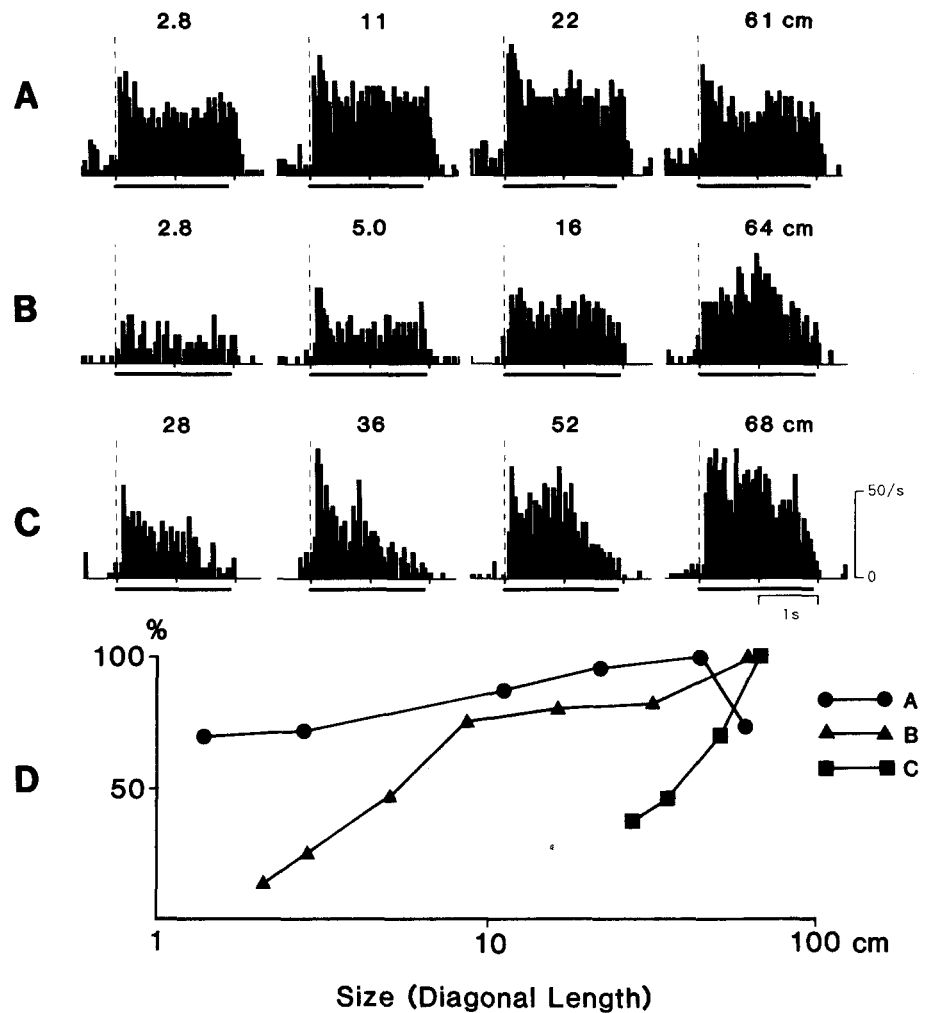 2.8 11 22 61 cm
A
2.8 5.0 16 64 cm
B
28 36 52 68 cm
C
50/s
0
1s
%
100
50
D
A
B
C
1 10 100 cm
Size (Diagonal Length)